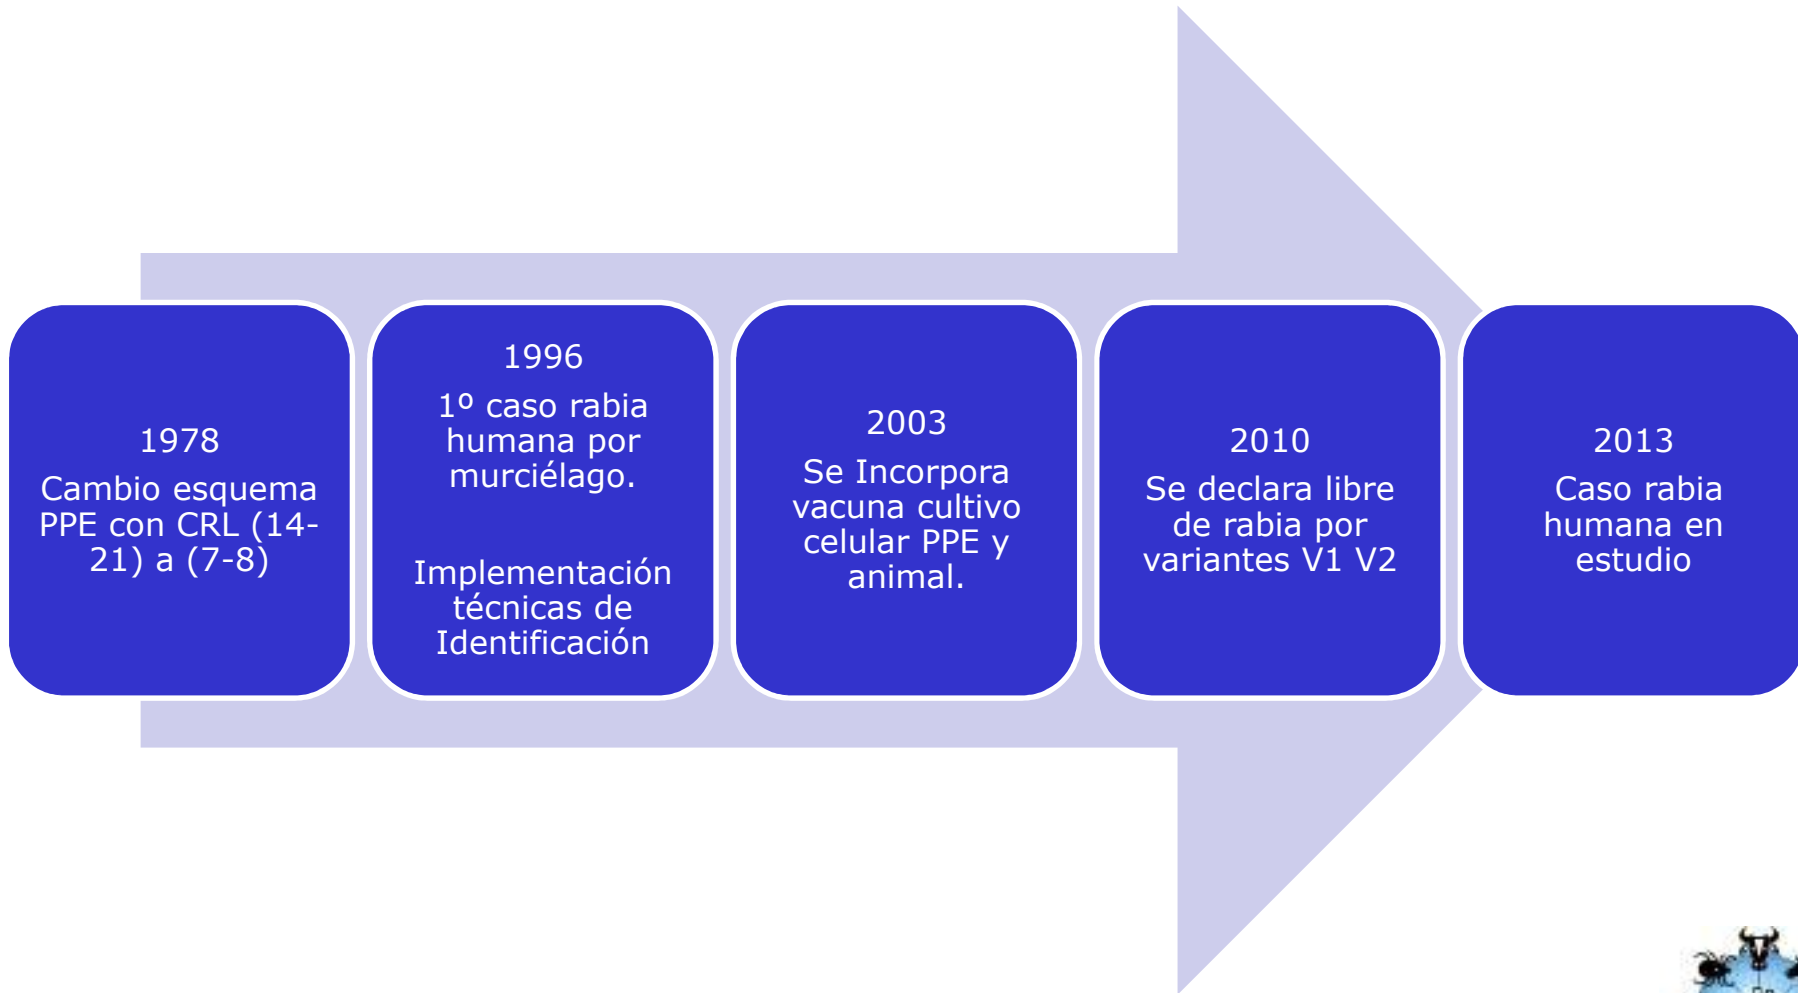 1978
Cambio esquema
PPE con CRL (14-
21) a (7-8)
1996
1º caso rabia
humana por
murciélago.
Implementación
técnicas de
Identificación
2003
Se Incorpora
vacuna cultivo
celular PPE y
animal.
2010
Se declara libre
de rabia por
variantes V1 V2
2013
Caso rabia
humana en
estudio